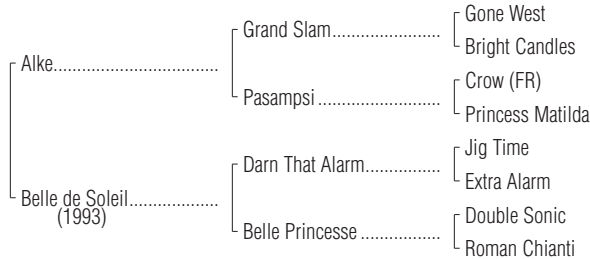 Gone West
Grand Slam..........................
Bright Candles
Alke........................................
Crow (FR)
Pasampsi..............................
Princess Matilda
Jig Time
Darn That Alarm..................
Extra Alarm
Belle de Soleil.....................
(1993)
Double Sonic
Belle Princesse...................
Roman Chianti